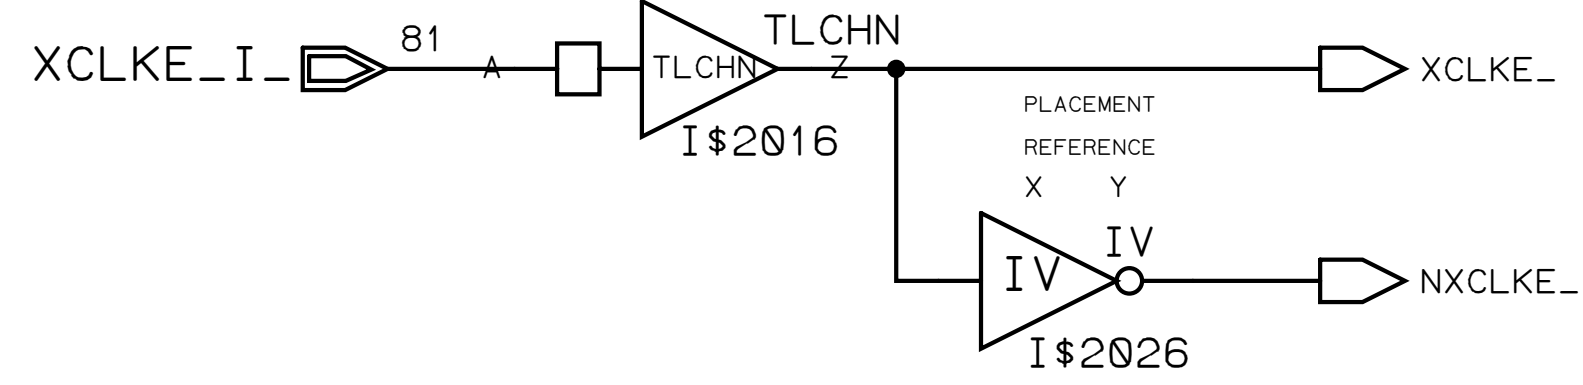 XCLKE_I_
81
A
TLCHN
TLCHN
Z
I$2016
XCLKE_
PLACEMENT
REFERENCE
X Y
IV
IV
I$2026
NXCLKE_